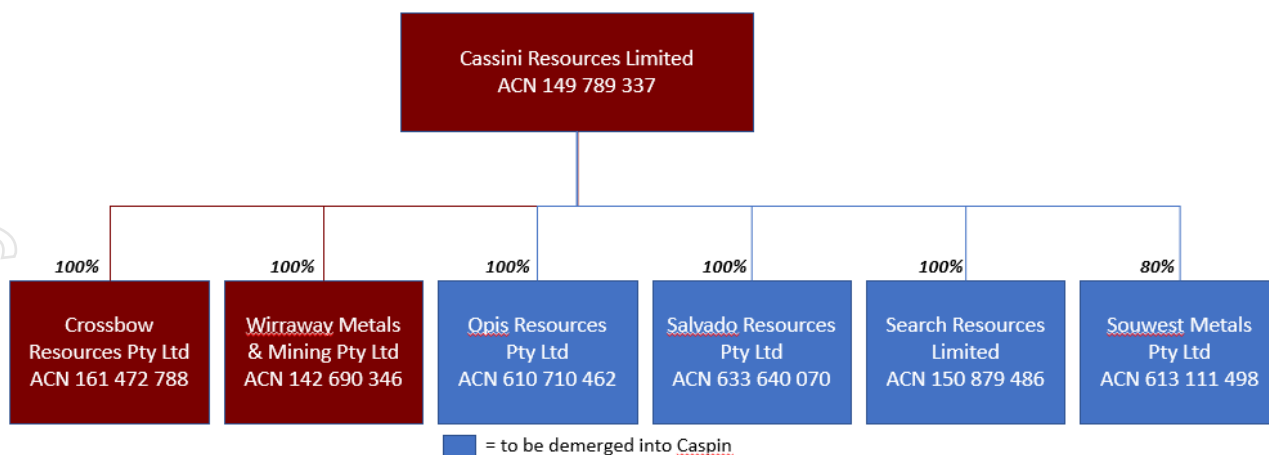 Cassini Resources Limited
ACN 149 789 337
100%
100%
100%
100%
100%
80%
Crossbow
Resources Pty Ltd
ACN 161 472 788
Wirraway Metals
& Mining Pty Ltd
ACN 142 690 346
Opis Resources
Pty Ltd
ACN 610 710 462
Salvado Resources
Pty Ltd
ACN 633 640 070
Search Resources
Limited
ACN 150 879 486
Souwest Metals
Pty Ltd
ACN 613 111 498
= to be demerged into Caspin